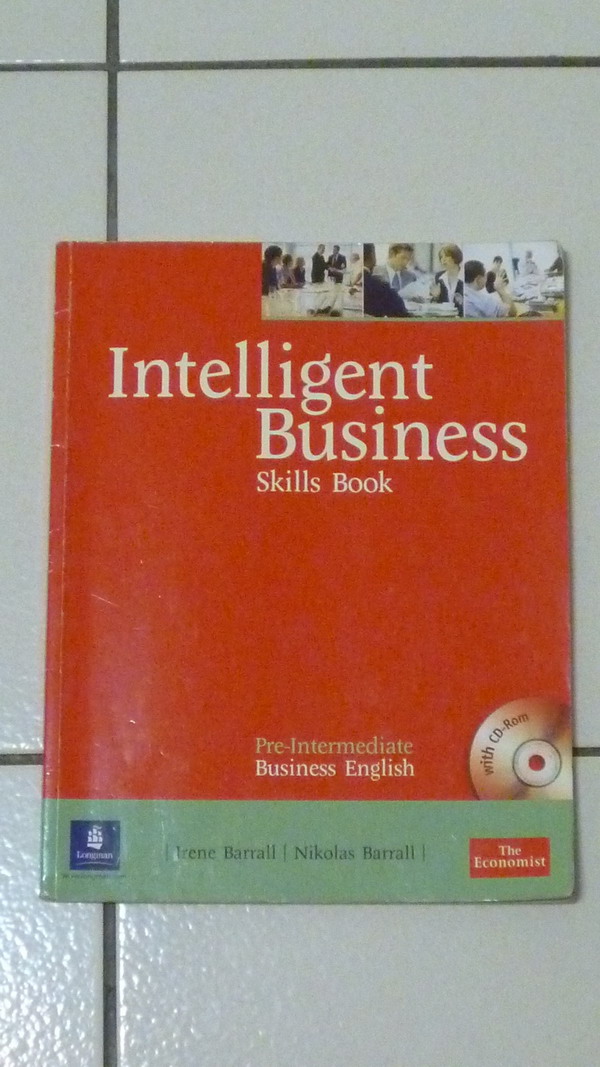 Intelligent
Business
Skills Book
Pre-Intermediate
Business English
with CD-Rom
Longman
| Irene Barrall | Nikolas Barrall |
The
Economist